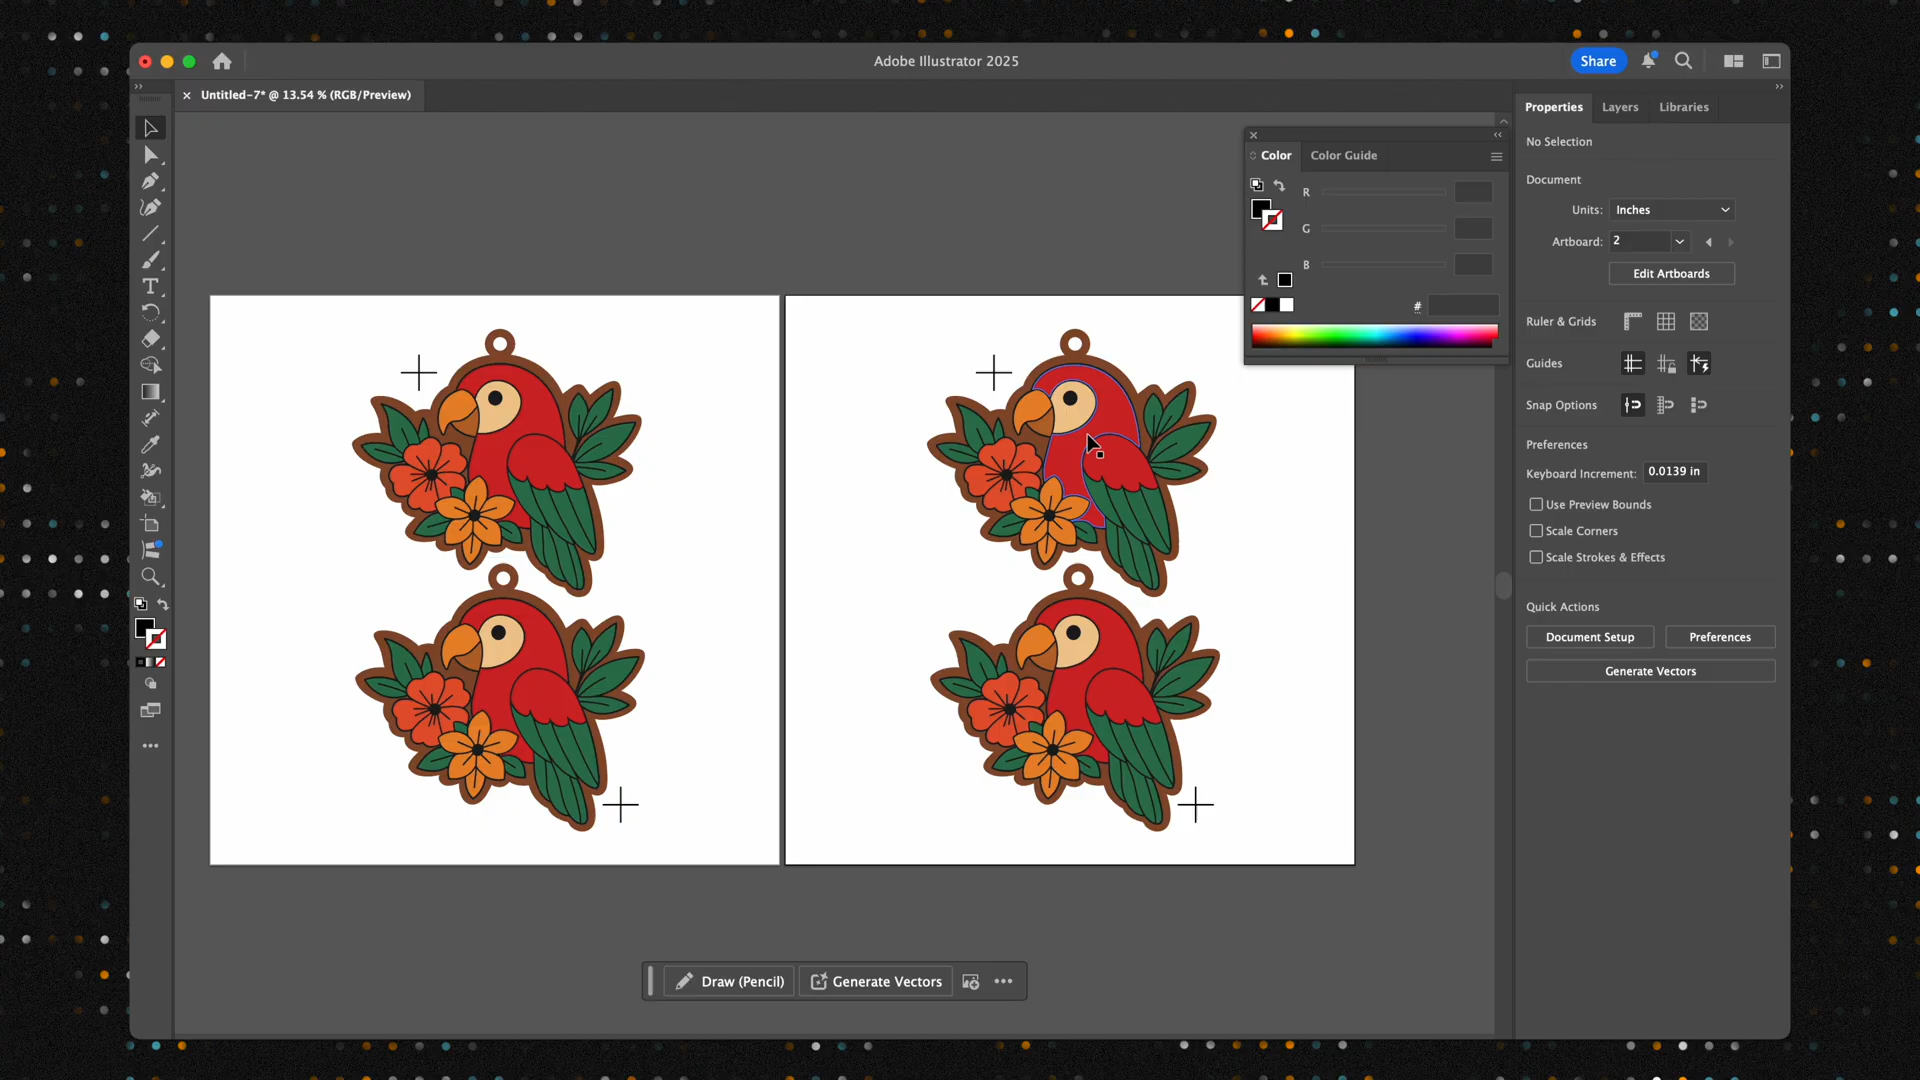 Adobe Illustrator 2025
Share
Untitled-7* @ 13.54 % (RGB/Preview)
Properties
Layers
Libraries
No Selection
Document
Units:
Inches
Artboard:
2
Edit Artboards
Ruler & Grids
Guides
Snap Options
Preferences
Keyboard Increment:
0.0139 in
Use Preview Bounds
Scale Corners
Scale Strokes & Effects
Quick Actions
Document Setup
Preferences
Generate Vectors
Color
Color Guide
R
G
B
#
Draw (Pencil)
Generate Vectors